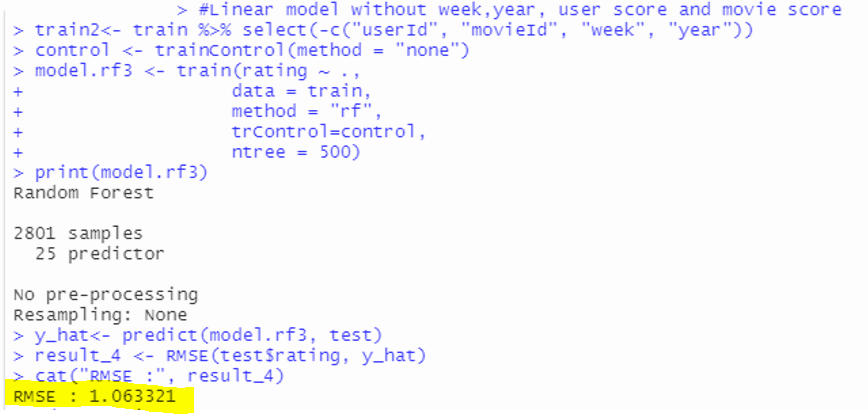 > #Linear model without week,year, user score and movie score
> train2<- train %>% select(-c("userId", "movieId", "week", "year"))
> control <- trainControl(method = "none")
> model.rf3 <- train(rating ~ .,
+ data = train,
+ method = "rf",
+ trControl=control,
+ ntree = 500)
> print(model.rf3)
Random Forest
2801 samples
25 predictor
No pre-processing
Resampling: None
> y_hat<- predict(model.rf3, test)
> result_4 <- RMSE(test$rating, y_hat)
> cat("RMSE :", result_4)
RMSE : 1.063321